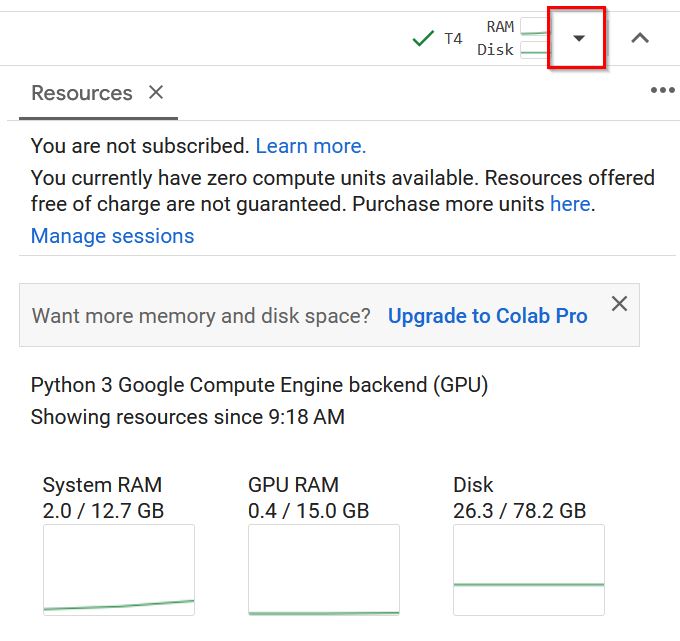 RAM
T4
Disk
Resources
You are not subscribed. Learn more.
You currently have zero compute units available. Resources offered
free of charge are not guaranteed. Purchase more units here.
Manage sessions
Want more memory and disk space? Upgrade to Colab Pro
Python 3 Google Compute Engine backend (GPU)
Showing resources since 9:18 AM
System RAM
2.0 / 12.7 GB
GPU RAM
0.4 / 15.0 GB
Disk
26.3 / 78.2 GB